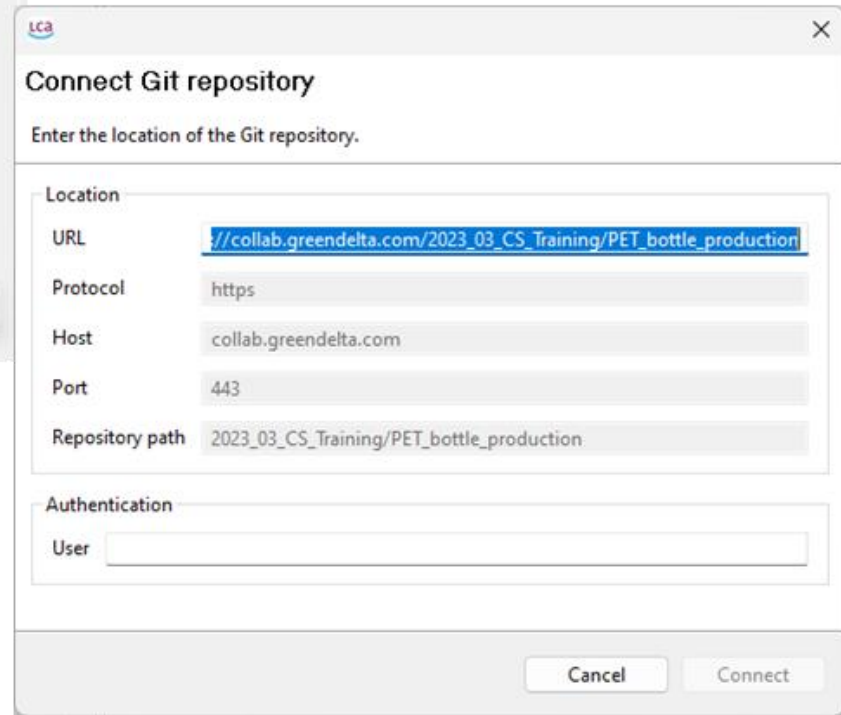 LCA
Connect Git repository
Enter the location of the Git repository.
Location
URL ://collab.greendelta.com/2023_03_CS_Training/PET_bottle_production
Protocol https
Host collab.greendelta.com
Port 443
Repository path 2023_03_CS_Training/PET_bottle_production
Authentication
User
Cancel Connect